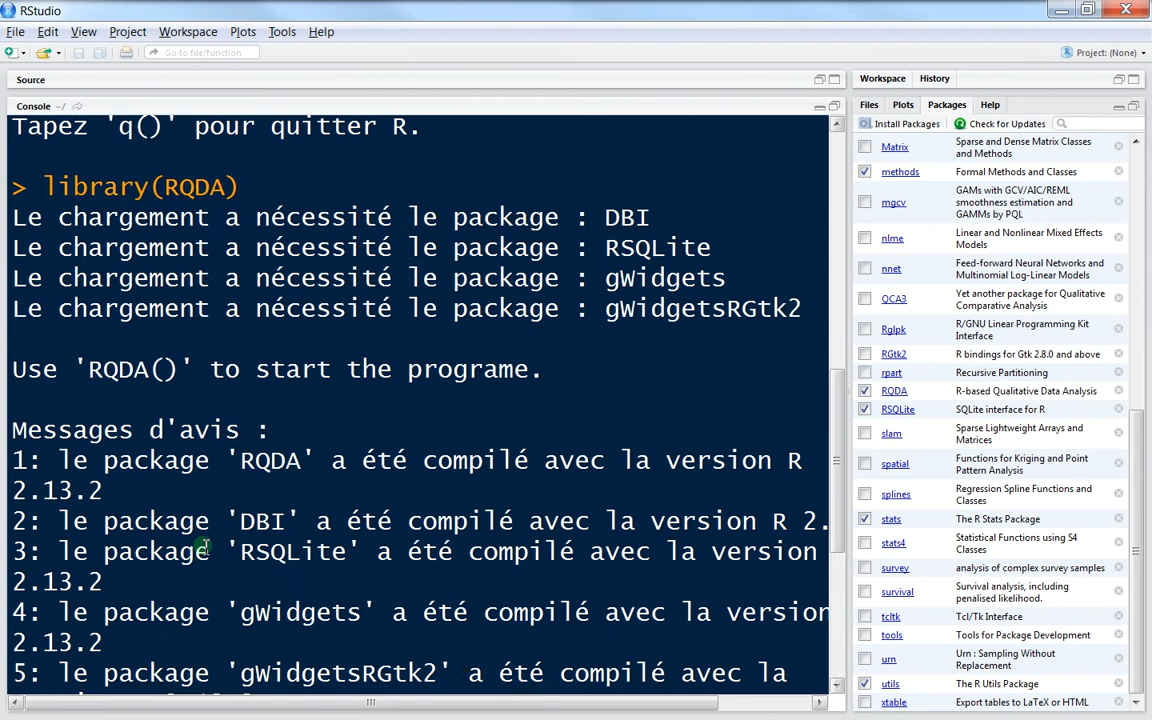 RStudio
File Edit View Project Workspace Plots Tools Help
Go to file/function
Project: (None)
Source
Console ~/
Tapez 'q()' pour quitter R.
> library(RQDA)
Le chargement a nécessité le package : DBI
Le chargement a nécessité le package : RSQLite
Le chargement a nécessité le package : gWidgets
Le chargement a nécessité le package : gWidgetsRGtk2
Use 'RQDA()' to start the programe.
Messages d'avis :
1: le package 'RQDA' a été compilé avec la version R
2.13.2
2: le package 'DBI' a été compilé avec la version R 2.
3: le package 'RSQLite' a été compilé avec la version
2.13.2
4: le package 'gWidgets' a été compilé avec la version
2.13.2
5: le package 'gWidgetsRGtk2' a été compilé avec la
Workspace History
Files Plots Packages Help
Install Packages Check for Updates
Matrix Sparse and Dense Matrix Classes
and Methods
methods Formal Methods and Classes
mgcv GAMs with GCV/AIC/REML
smoothness estimation and
GAMMs by PQL
nlme Linear and Nonlinear Mixed Effects
Models
nnet Feed-forward Neural Networks and
Multinomial Log-Linear Models
QCA3 Yet another package for Qualitative
Comparative Analysis
Rglpk R/GNU Linear Programming Kit
Interface
RGtk2 R bindings for Gtk 2.8.0 and above
rpart Recursive Partitioning
RQDA R-based Qualitative Data Analysis
RSQLite SQLite interface for R
slam Sparse Lightweight Arrays and
Matrices
spatial Functions for Kriging and Point
Pattern Analysis
splines Regression Spline Functions and
Classes
stats The R Stats Package
stats4 Statistical Functions using S4
Classes
survey analysis of complex survey samples
survival Survival analysis, including
penalised likelihood.
tcltk Tcl/Tk Interface
tools Tools for Package Development
urn Urn : Sampling Without
Replacement
utils The R Utils Package
xtable Export tables to LaTeX or HTML